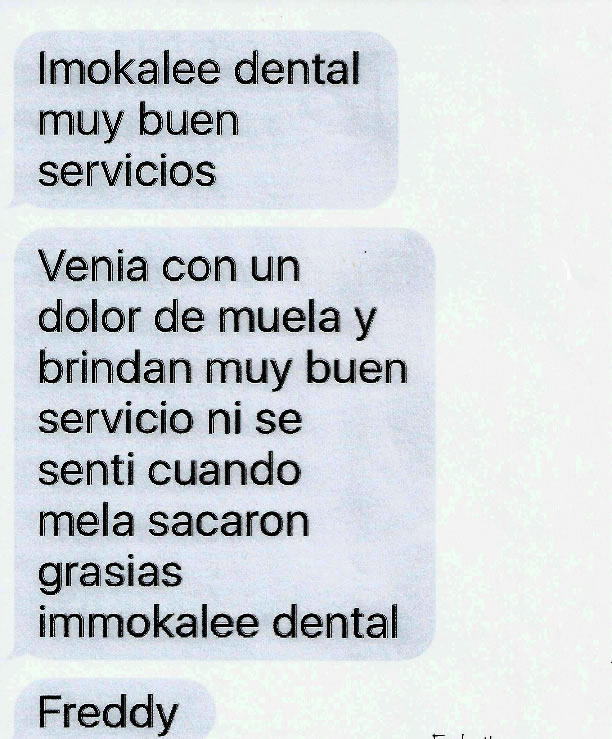 Imokalee dental
muy buen
servicios
Venia con un
dolor de muela y
brindan muy buen
servicio ni se
senti cuando
mela sacaron
grasias
immokalee dental
Freddy